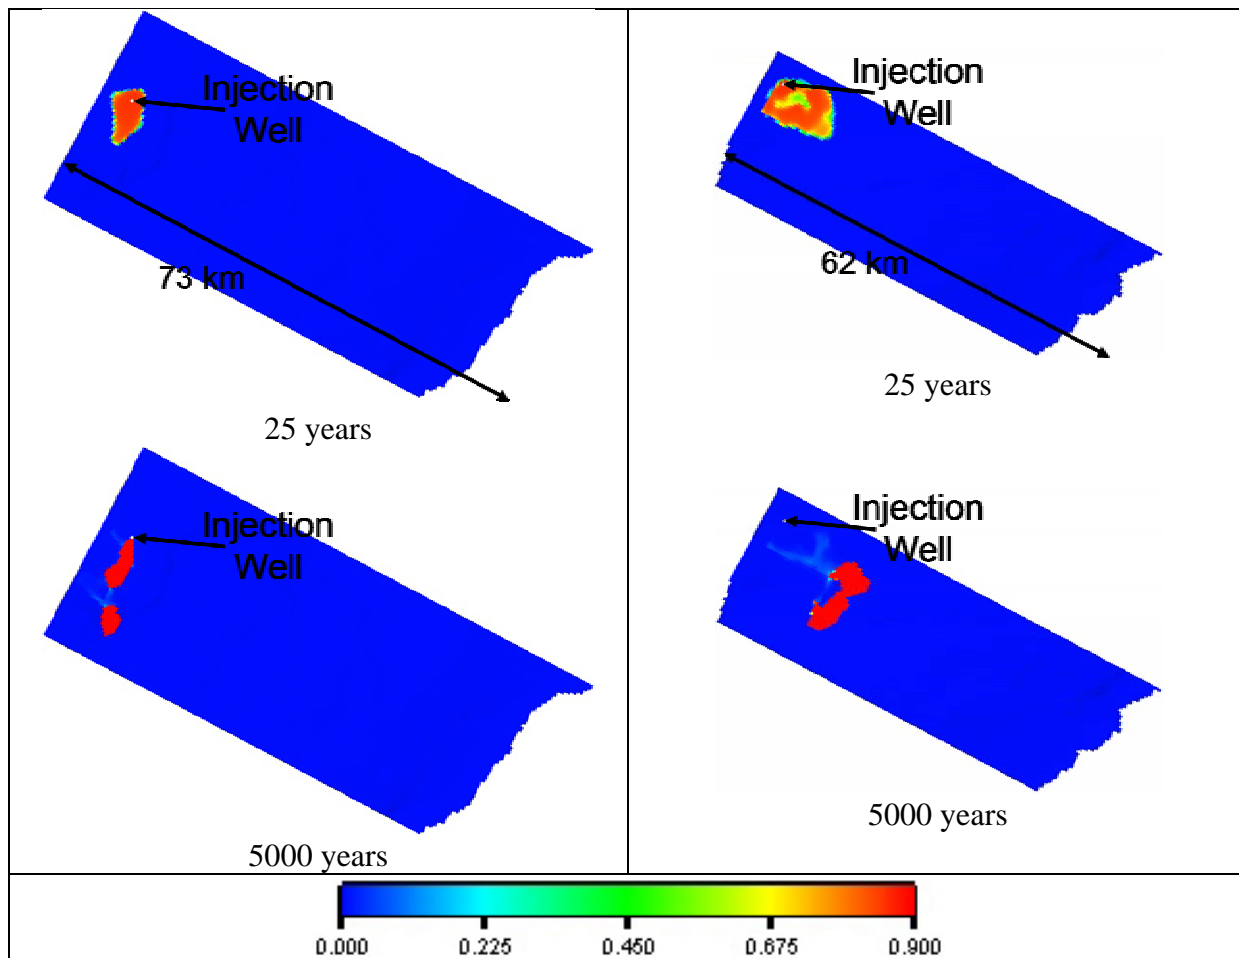 Injection
Well
73 km
25 years
Injection
Well
62 km
25 years
Injection
Well
5000 years
Injection
Well
5000 years
0.000 0.225 0.450 0.675 0.900